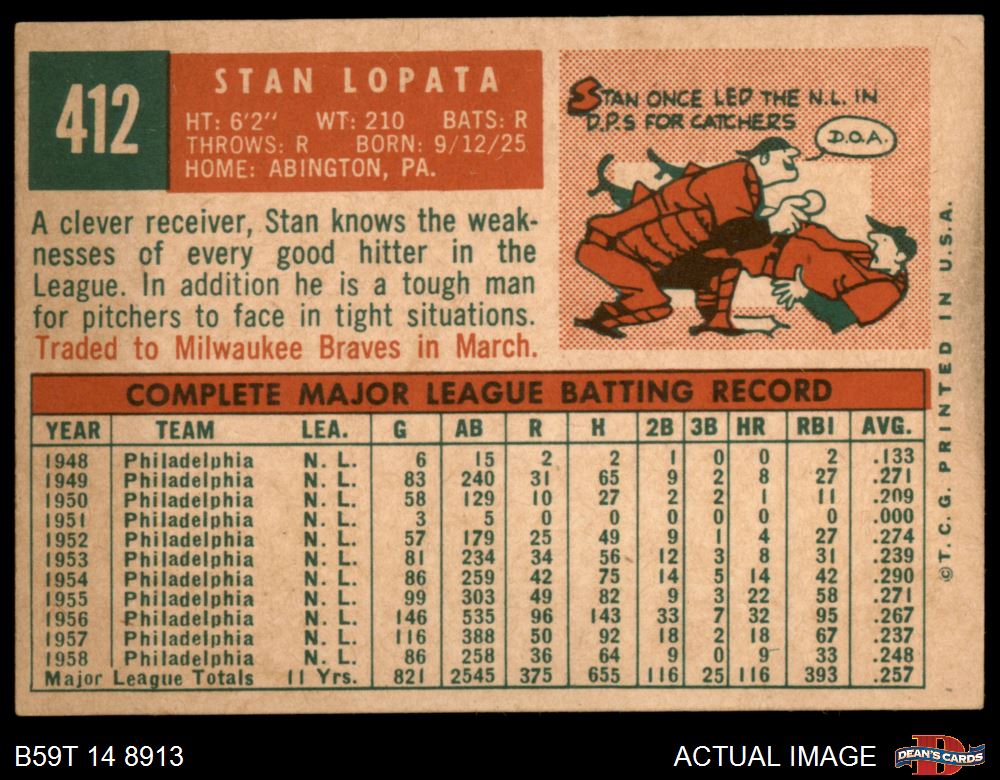 412
STAN LOPATA
HT: 6'2" WT: 210 BATS: R
THROWS: R BORN: 9/12/25
HOME: ABINGTON, PA.
A clever receiver, Stan knows the weak-
nesses of every good hitter in the
League. In addition he is a tough man
for pitchers to face in tight situations.
Traded to Milwaukee Braves in March.
STAN ONCE LED THE N.L. IN
D.P.S FOR CATCHERS
D.O.A.
COMPLETE MAJOR LEAGUE BATTING RECORD
YEAR TEAM LEA. G AB R H 2B 3B HR RBI AVG.
1948 Philadelphia N. L. 6 15 2 2 1 0 0 2 .133
1949 Philadelphia N. L. 83 240 31 65 9 2 8 27 .271
1950 Philadelphia N. L. 58 129 10 27 2 2 1 11 .209
1951 Philadelphia N. L. 3 5 0 0 0 0 0 0 .000
1952 Philadelphia N. L. 57 179 25 49 9 1 4 27 .274
1953 Philadelphia N. L. 81 234 34 56 12 3 8 31 .239
1954 Philadelphia N. L. 86 259 42 75 14 5 14 42 .290
1955 Philadelphia N. L. 99 303 49 82 9 3 22 58 .271
1956 Philadelphia N. L. 146 535 96 143 33 7 32 95 .267
1957 Philadelphia N. L. 116 388 50 92 18 2 18 67 .237
1958 Philadelphia N. L. 86 258 36 64 9 0 9 33 .248
Major League Totals 11 Yrs. 821 2545 375 655 116 25 116 393 .257
© T. C. G. PRINTED IN U.S.A.
B59T 14 8913
ACTUAL IMAGE
DEAN'S CARDS